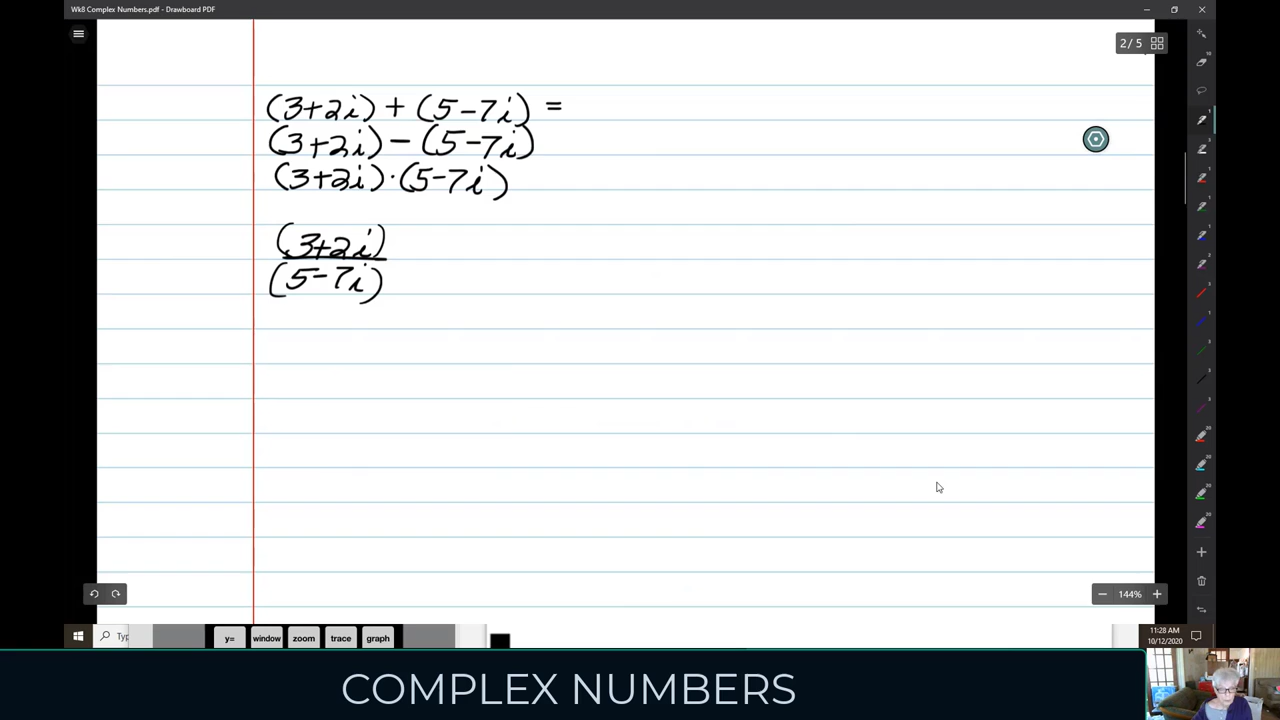 Wk8 Complex Numbers.pdf - Drawboard PDF
2 / 5
(3+2i) + (5-7i) =
(3+2i) - (5-7i)
(3+2i) · (5-7i)
(3+2i)
(5-7i)
144%
Typ
y=
window
zoom
trace
graph
11:28 AM
10/12/2020
COMPLEX NUMBERS